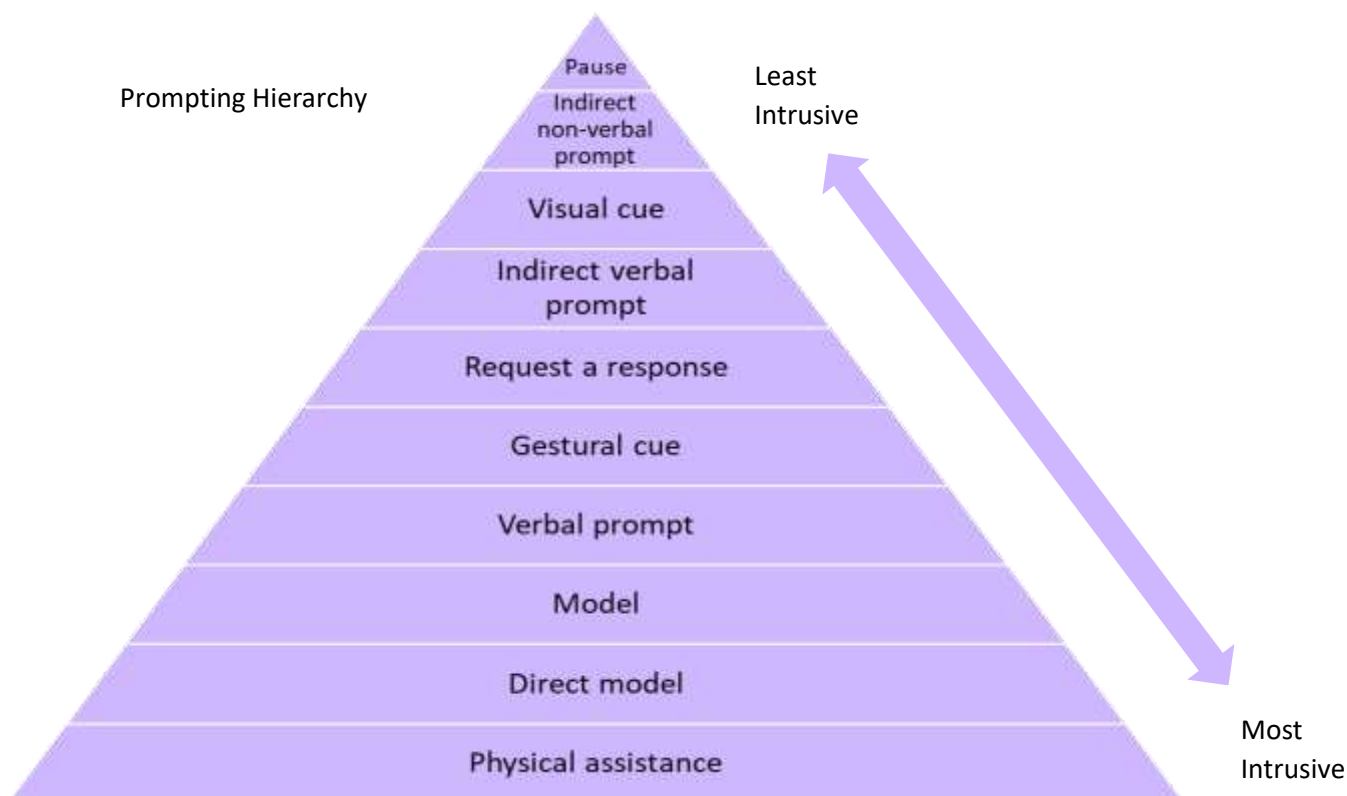 Prompting Hierarchy
Least
Intrusive
Pause
Indirect
non-verbal
prompt
Visual cue
Indirect verbal
prompt
Request a response
Gestural cue
Verbal prompt
Model
Direct model
Physical assistance
Most
Intrusive